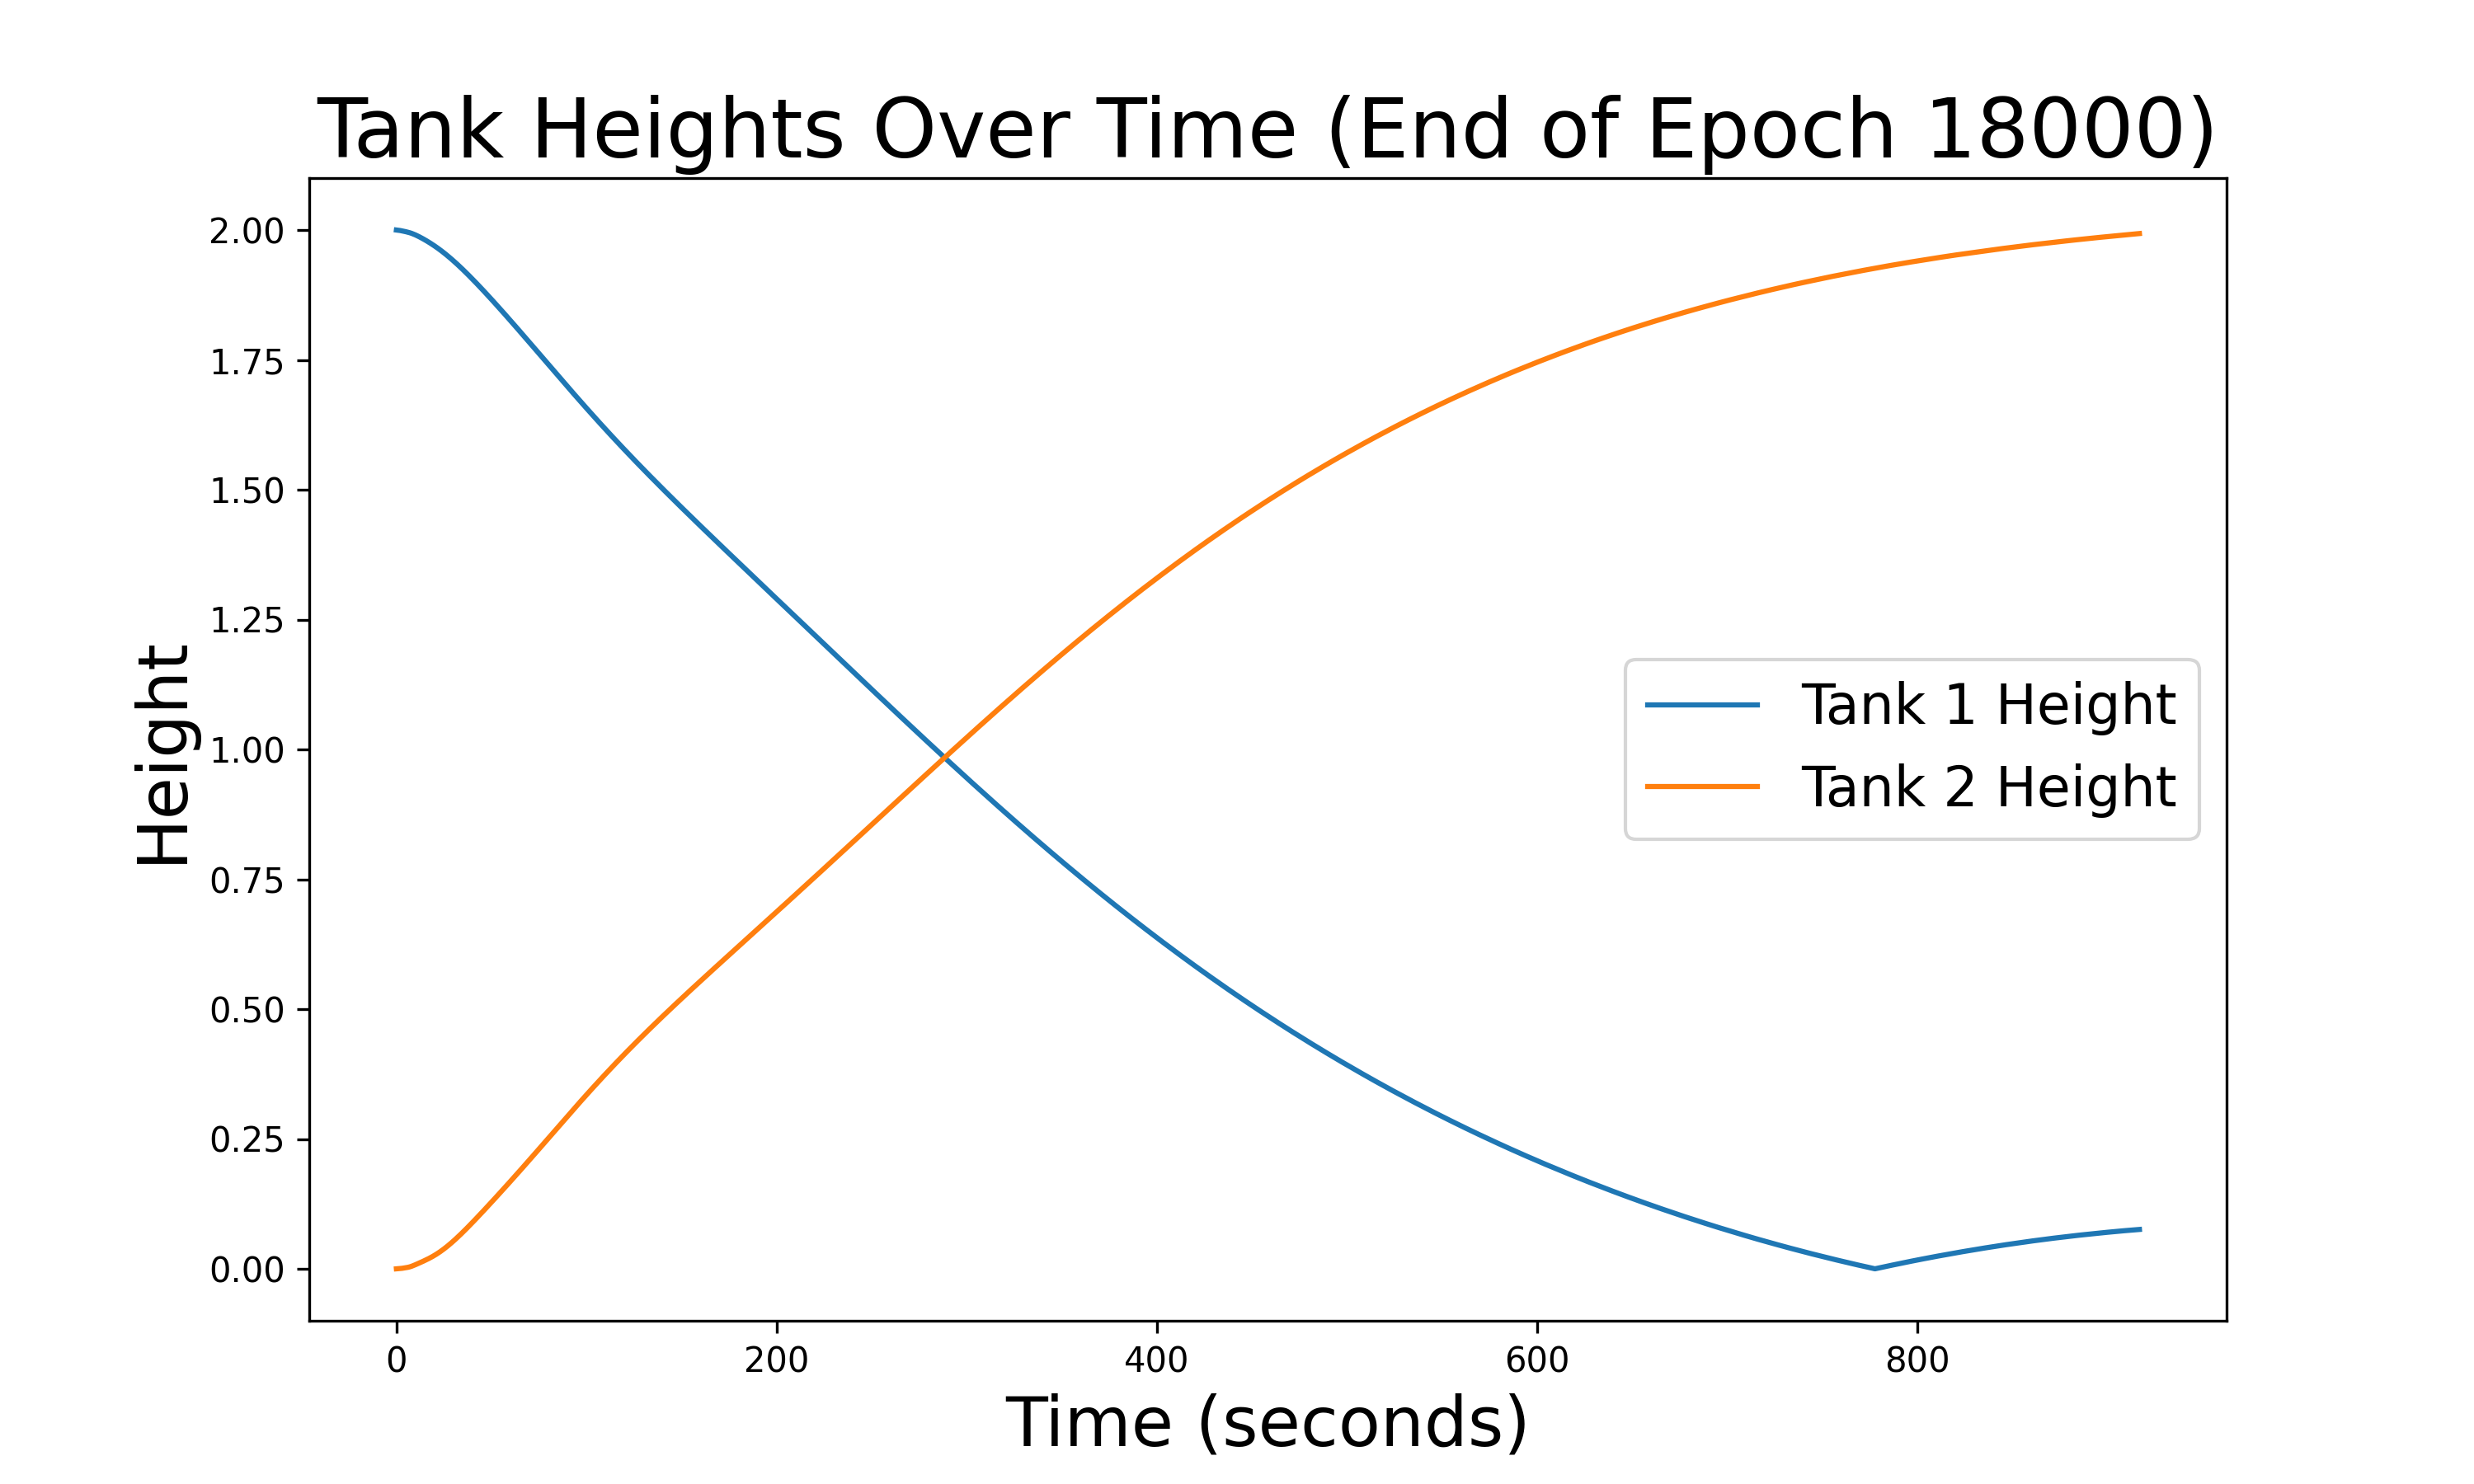 Tank Heights Over Time (End of Epoch 18000)
2.00
1.75
1.50
1.25
1.00
0.75
0.50
0.25
0.00
Height
Tank 1 Height
Tank 2 Height
0 200 400 600 800
Time (seconds)